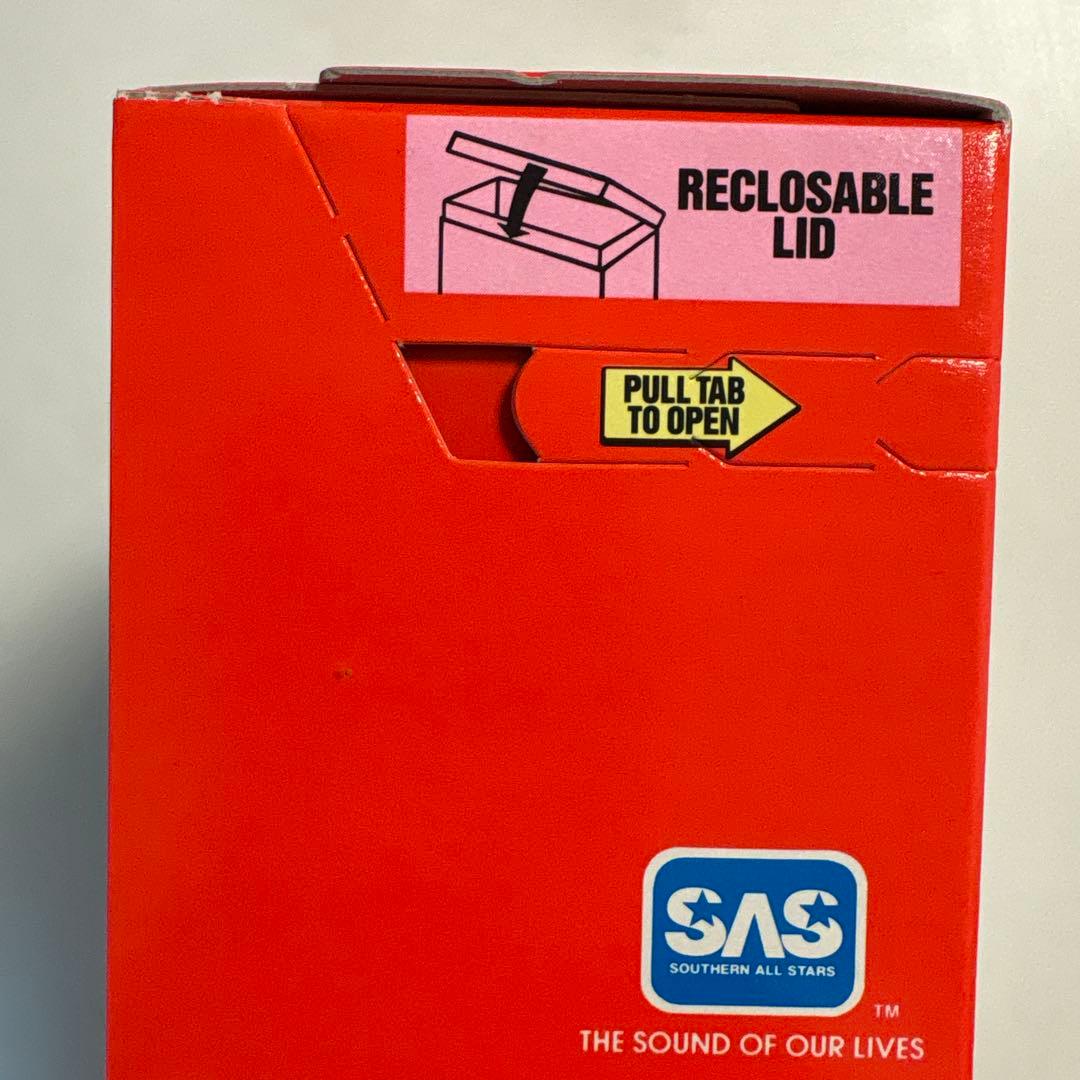 RECLOSABLE
LID
PULL TAB
TO OPEN
SAS
SOUTHERN ALL STARS
TM
THE SOUND OF OUR LIVES